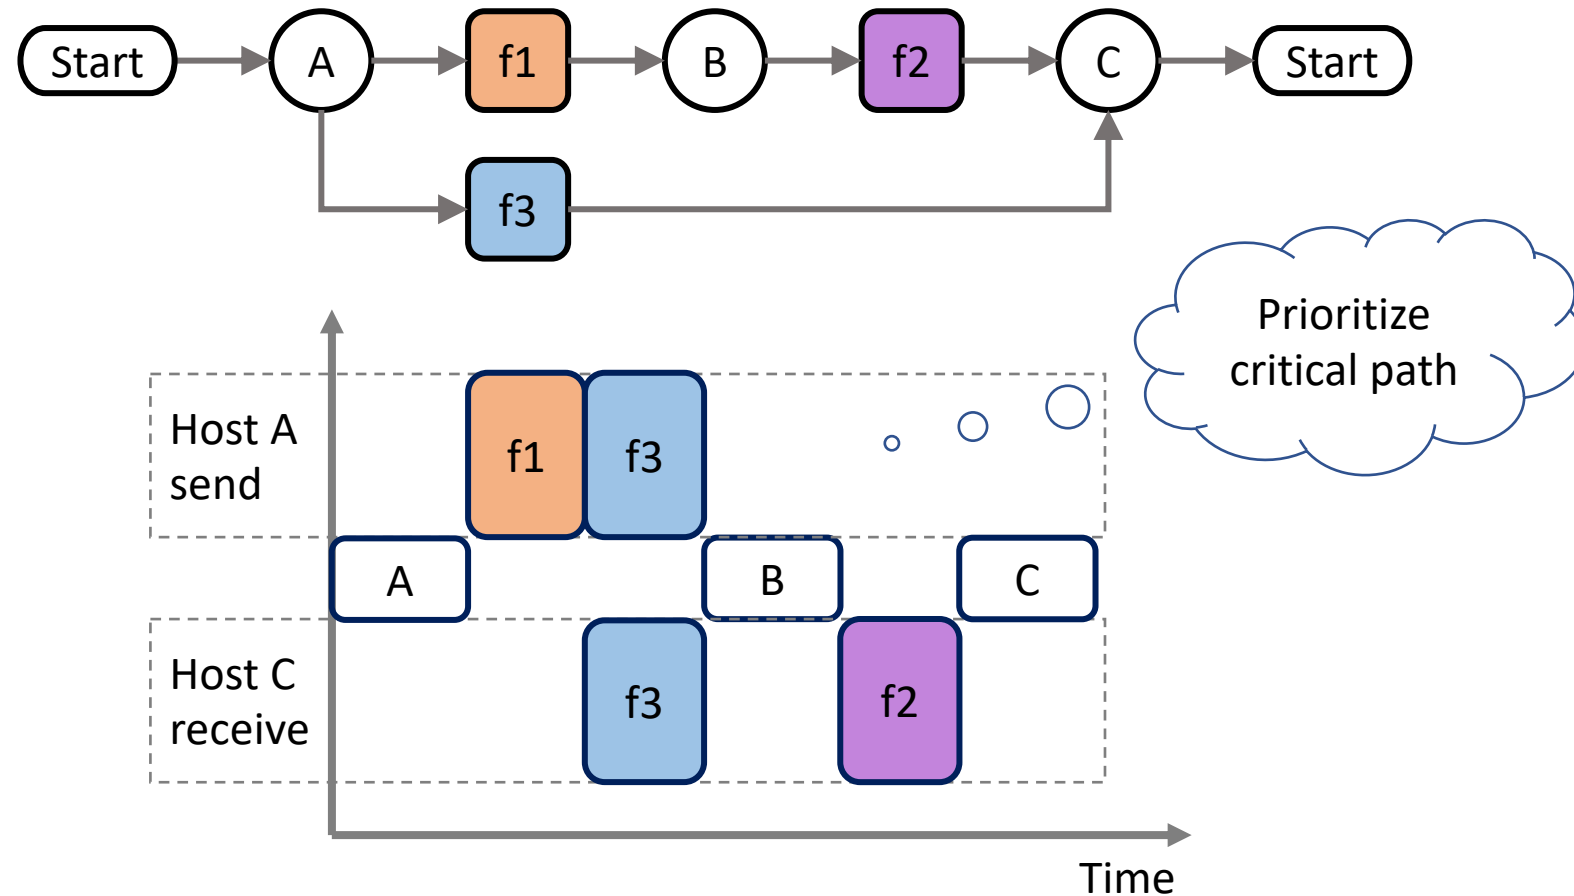 Start
A
f1
B
f2
C
Start
f3
Prioritize
critical path
Host A
send
f1
f3
A
B
C
Host C
receive
f3
f2
Time